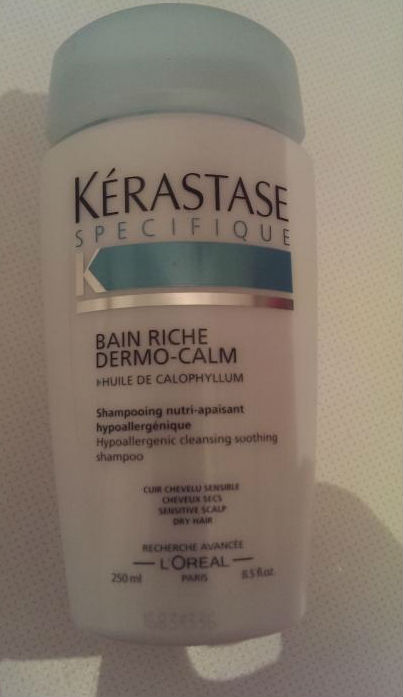 KÉRASTASE
SPECIFIQUE
K
BAIN RICHE
DERMO-CALM
HUILE DE CALOPHYLLUM
Shampooing nutri-apaisant
hypoallergénique
Hypoallergenic cleansing soothing
shampoo
CUIR CHEVELU SENSIBLE
CHEVEUX SECS
SENSITIVE SCALP
DRY HAIR
RECHERCHE AVANCÉE
L'ORÉAL
250 ml PARIS 8.5 fl.oz.